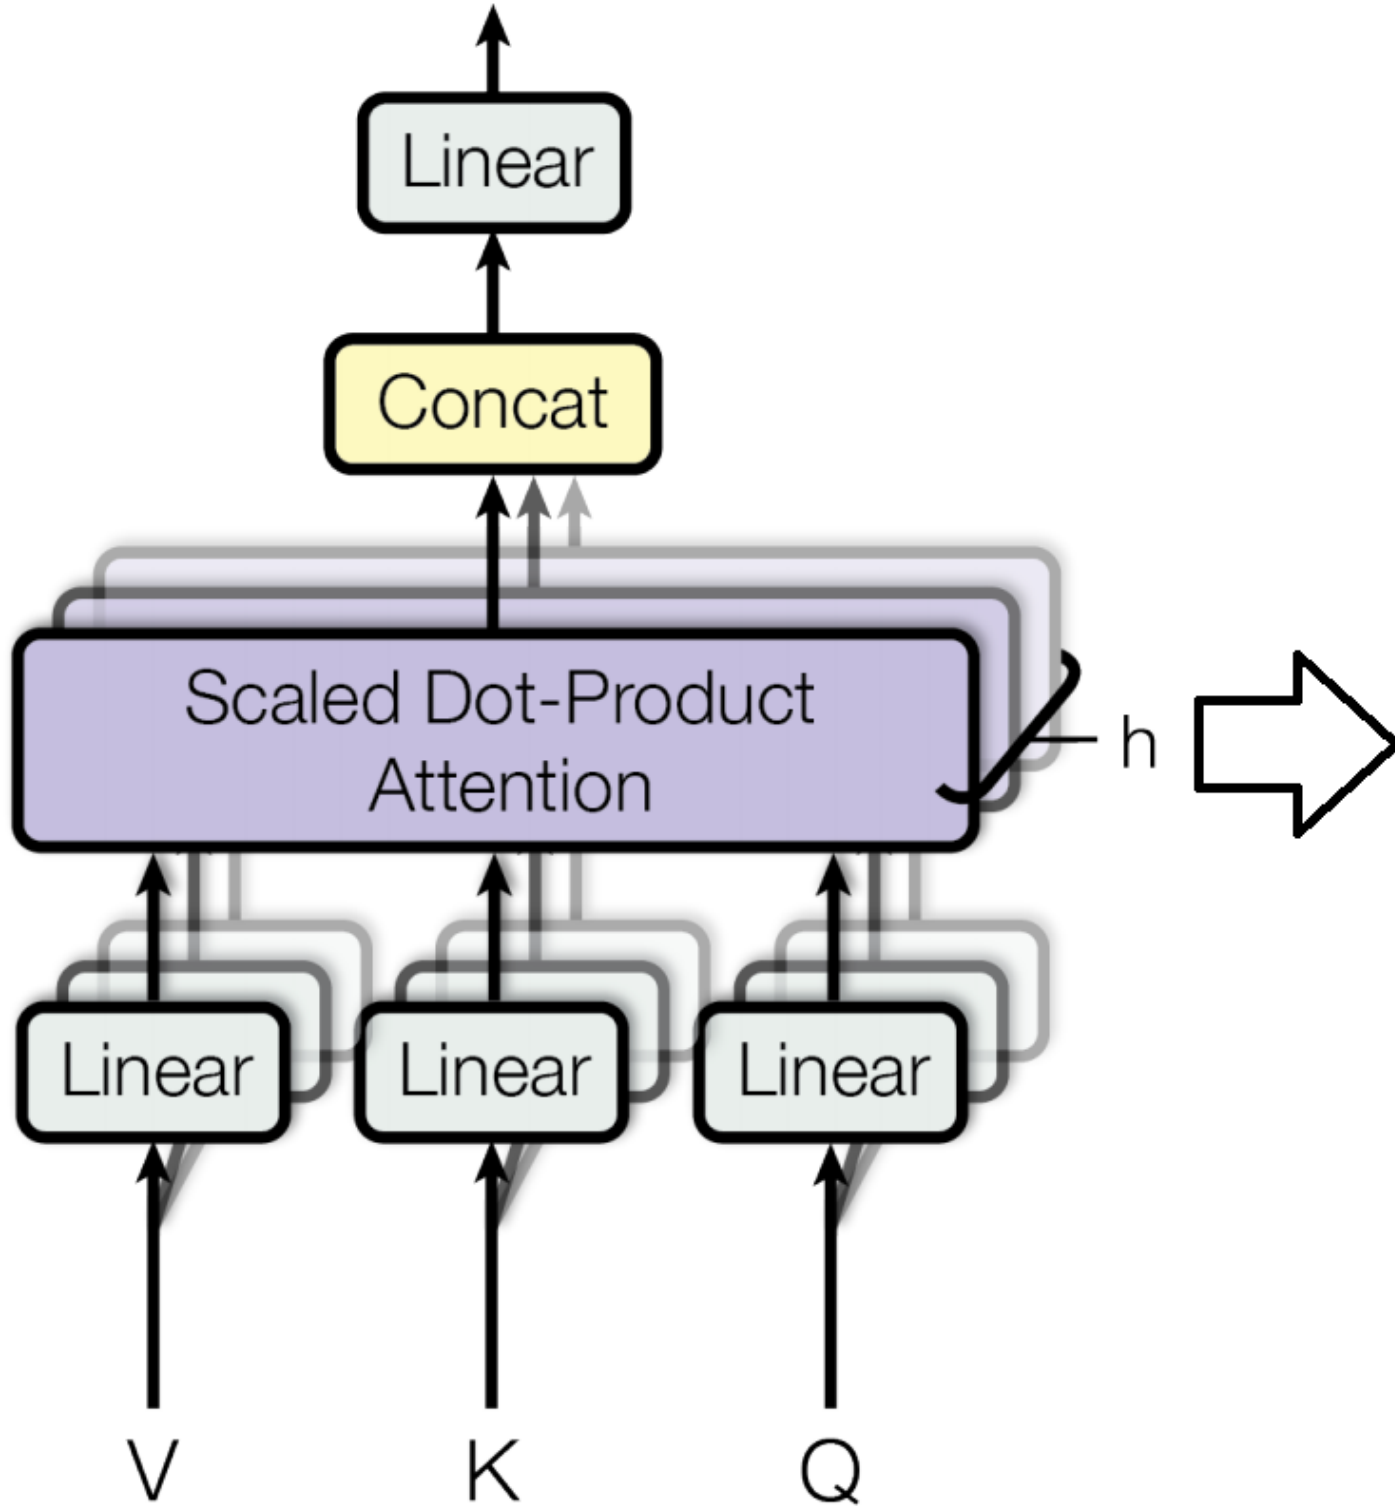 Linear
Concat
Scaled Dot-Product
Attention
h
Linear Linear Linear
V K Q